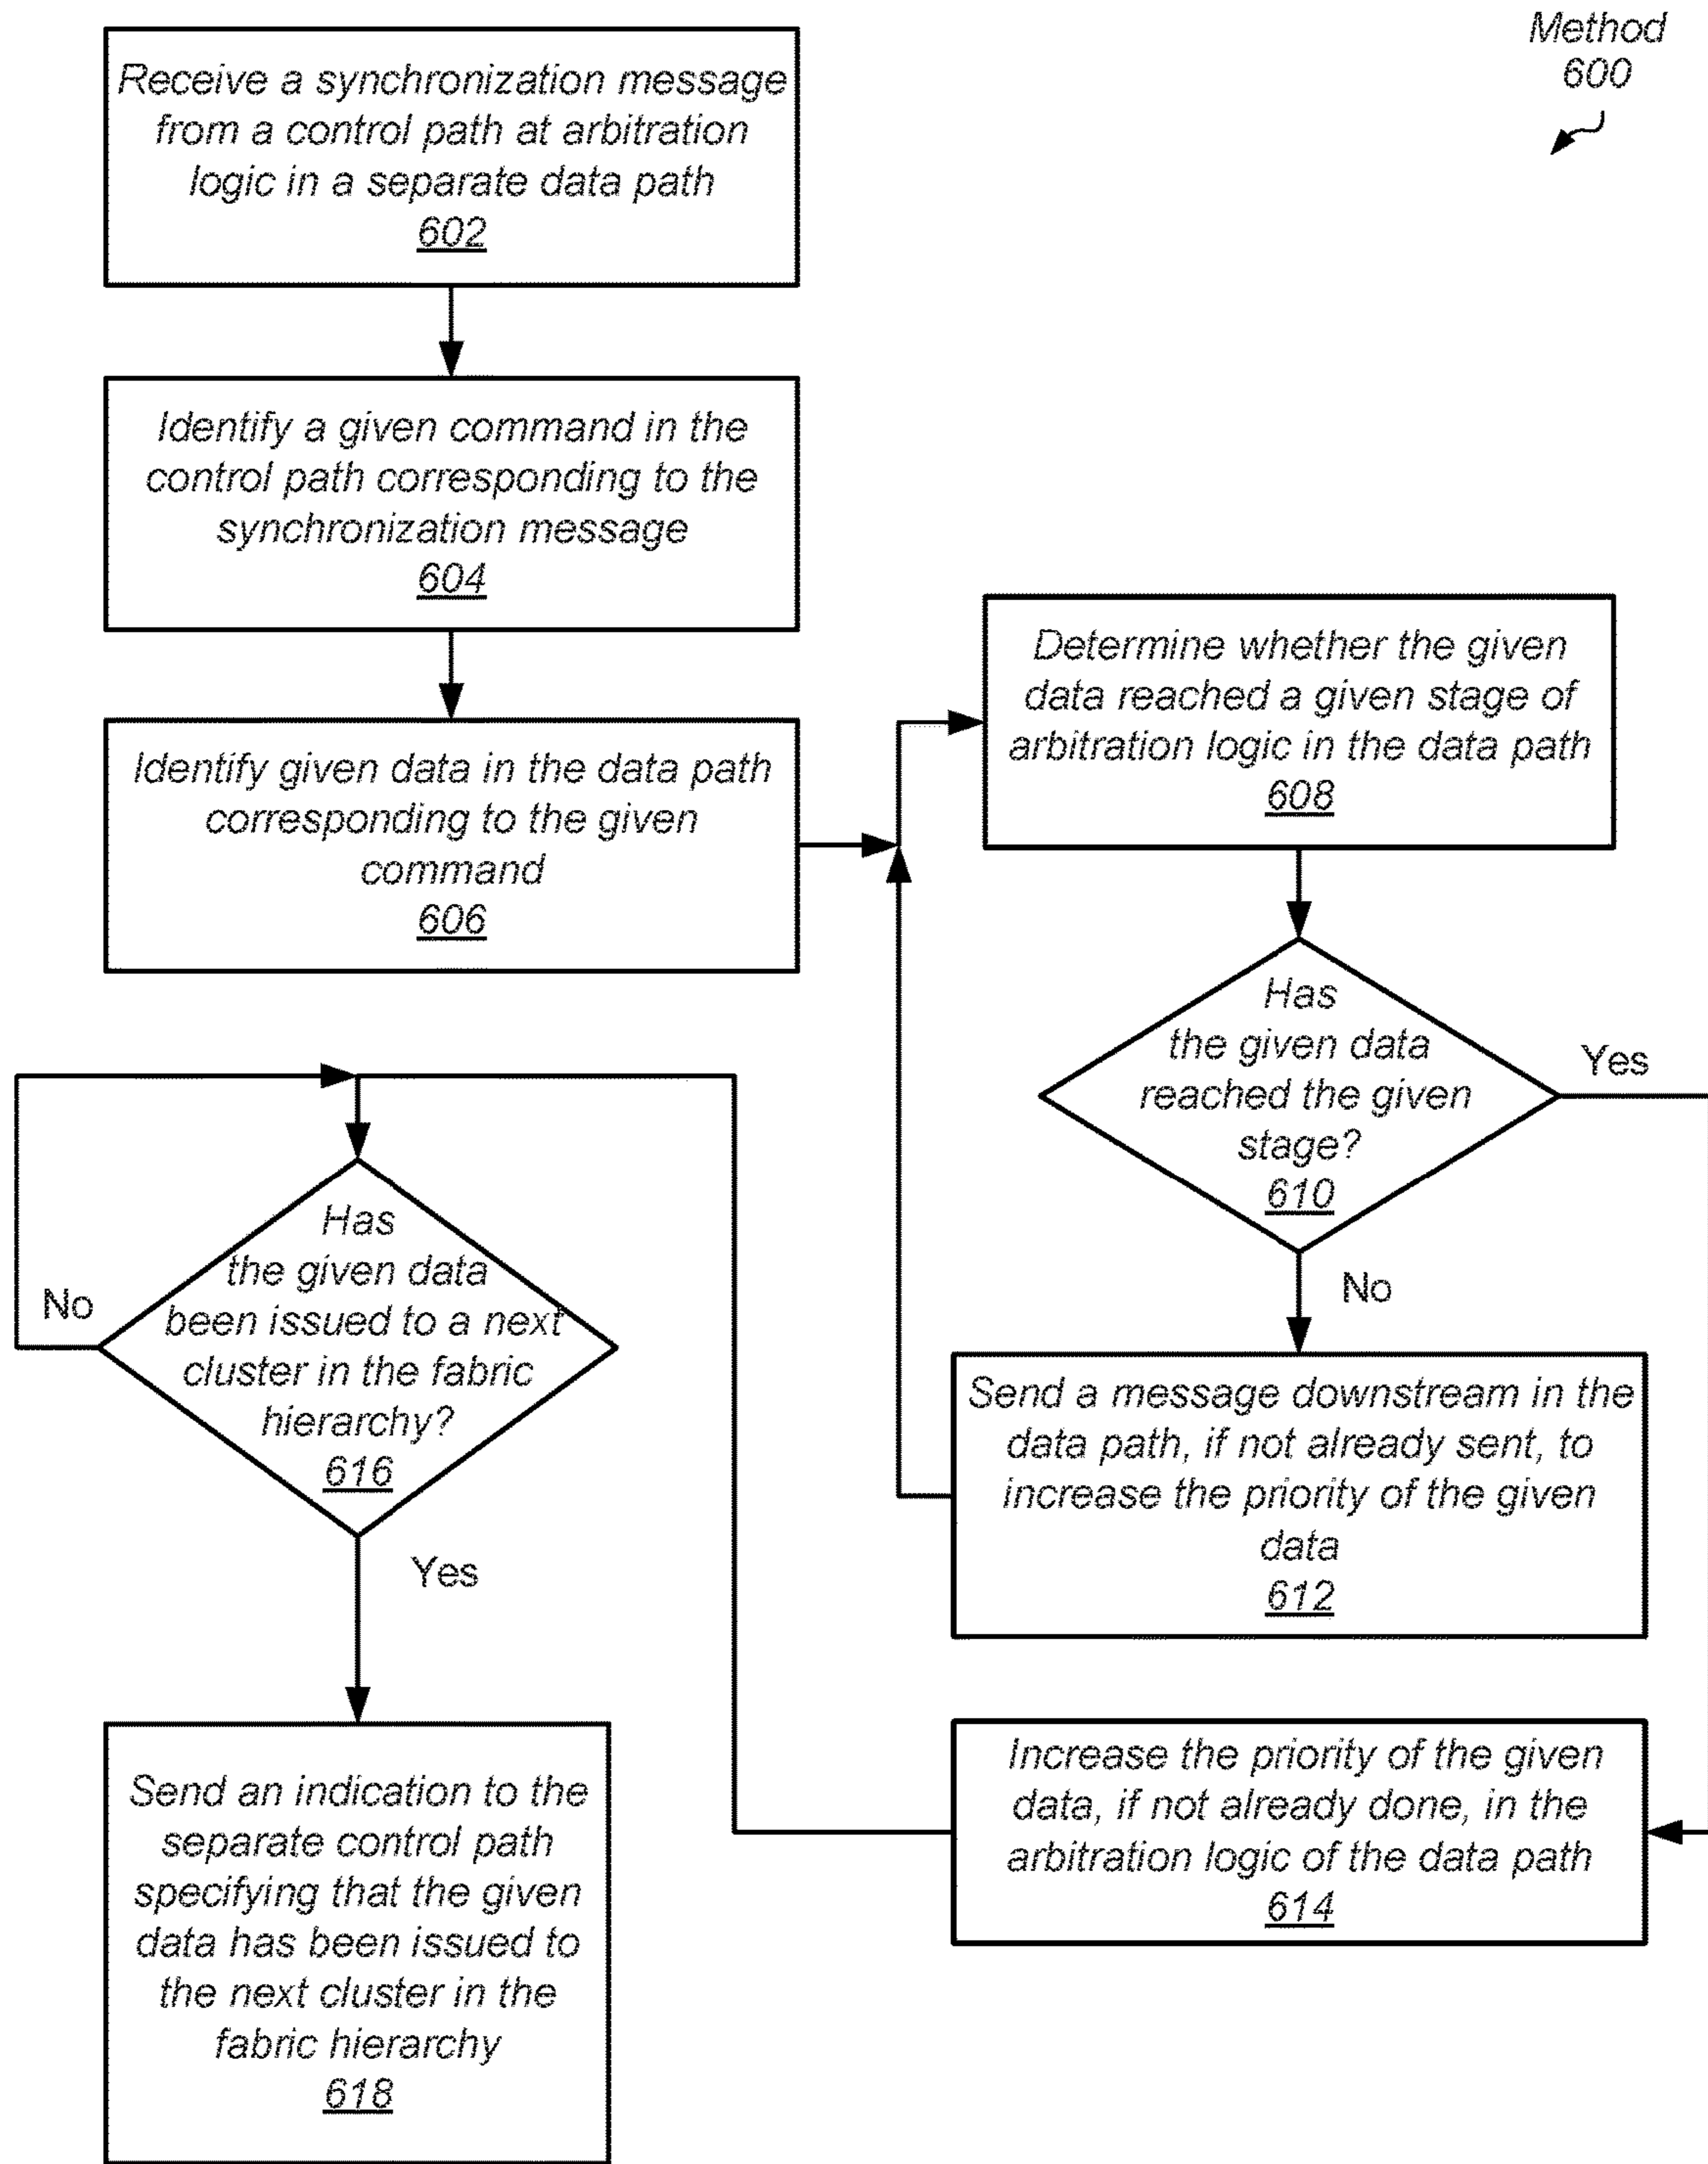 Method
600
Receive a synchronization message
from a control path at arbitration
logic in a separate data path
602
Identify a given command in the
control path corresponding to the
synchronization message
604
Identify given data in the data path
corresponding to the given
command
606
Determine whether the given
data reached a given stage of
arbitration logic in the data path
608
Has
the given data
reached the given
stage?
610
Yes
No
Send a message downstream in the
data path, if not already sent, to
increase the priority of the given
data
612
Increase the priority of the given
data, if not already done, in the
arbitration logic of the data path
614
Has
the given data
been issued to a next
cluster in the fabric
hierarchy?
616
No
Yes
Send an indication to the
separate control path
specifying that the given
data has been issued to
the next cluster in the
fabric hierarchy
618